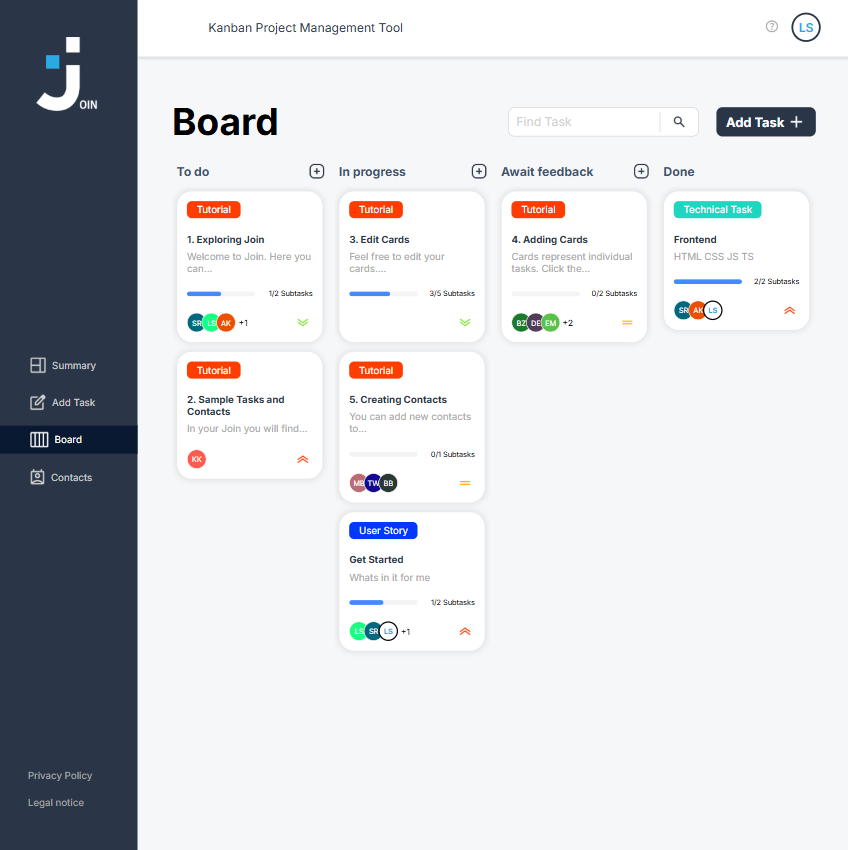 Kanban Project Management Tool
LS
OIN
Board
Find Task
Add Task
To do
In progress
Await feedback
Done
Tutorial
1. Exploring Join
Welcome to Join. Here you
can...
1/2 Subtasks
SR LS AK +1
Tutorial
2. Sample Tasks and
Contacts
In your Join you will find...
KK
Tutorial
3. Edit Cards
Feel free to edit your
cards....
3/5 Subtasks
Tutorial
5. Creating Contacts
You can add new contacts
to...
0/1 Subtasks
MB TW BB
User Story
Get Started
Whats in it for me
1/2 Subtasks
LS SR LS +1
Tutorial
4. Adding Cards
Cards represent individual
tasks. Click the...
0/2 Subtasks
BZ DE EM +2
Technical Task
Frontend
HTML CSS JS TS
2/2 Subtasks
SR AK LS
Summary
Add Task
Board
Contacts
Privacy Policy
Legal notice